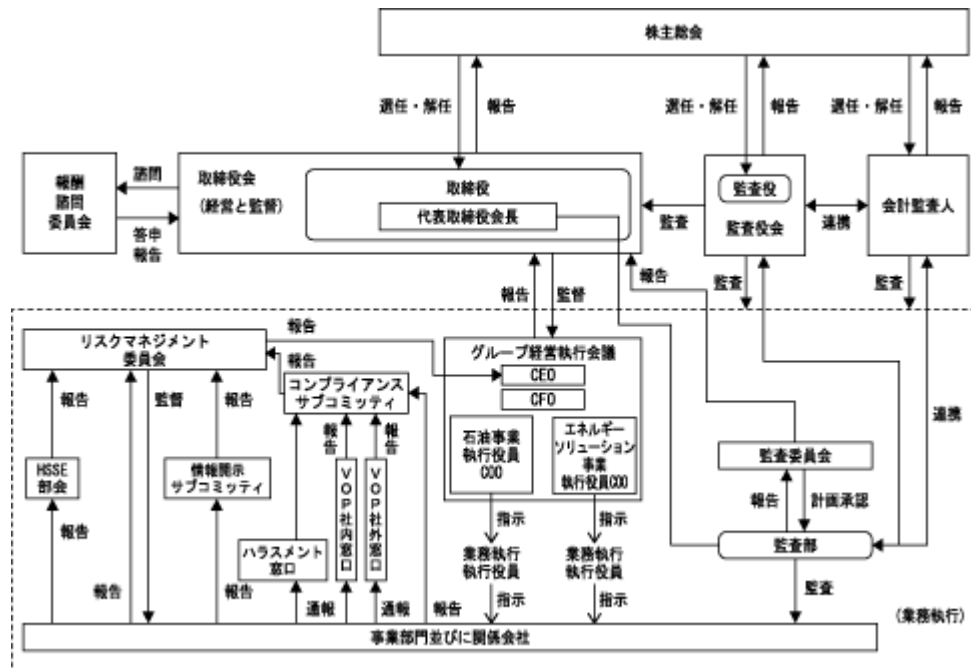 株主総会
選任・解任
報告
選任・解任
報告
選任・解任
報告
報酬
諮問
委員会
諮問
答申
報告
取締役会
(経営と監督)
取締役
代表取締役会長
監査
監査役
監査役会
連携
会計監査人
報告
監督
報告
監査
監査
リスクマネジメント
委員会
報告
報告
コンプライアンス
サブコミッティ
グループ経営執行会議
CEO
CFO
石油事業
執行役員
COO
エネルギー
ソリューション
事業
執行役員COO
報告
監督
報告
報告
報告
HSSE
部会
情報開示
サブコミッティ
VOP社内窓口
VOP社外窓口
ハラスメント
窓口
監査委員会
連携
報告
計画承認
監査部
報告
報告
報告
通報
通報
報告
指示
指示
業務執行
執行役員
業務執行
執行役員
指示
指示
監査
(業務執行)
事業部門並びに関係会社